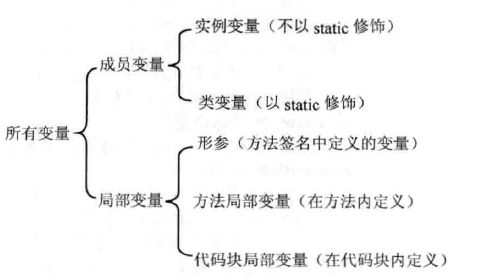 实例变量（不以 static 修饰）
成员变量
类变量（以 static 修饰）
所有变量
形参（方法签名中定义的变量）
局部变量
方法局部变量（在方法内定义）
代码块局部变量（在代码块内定义）